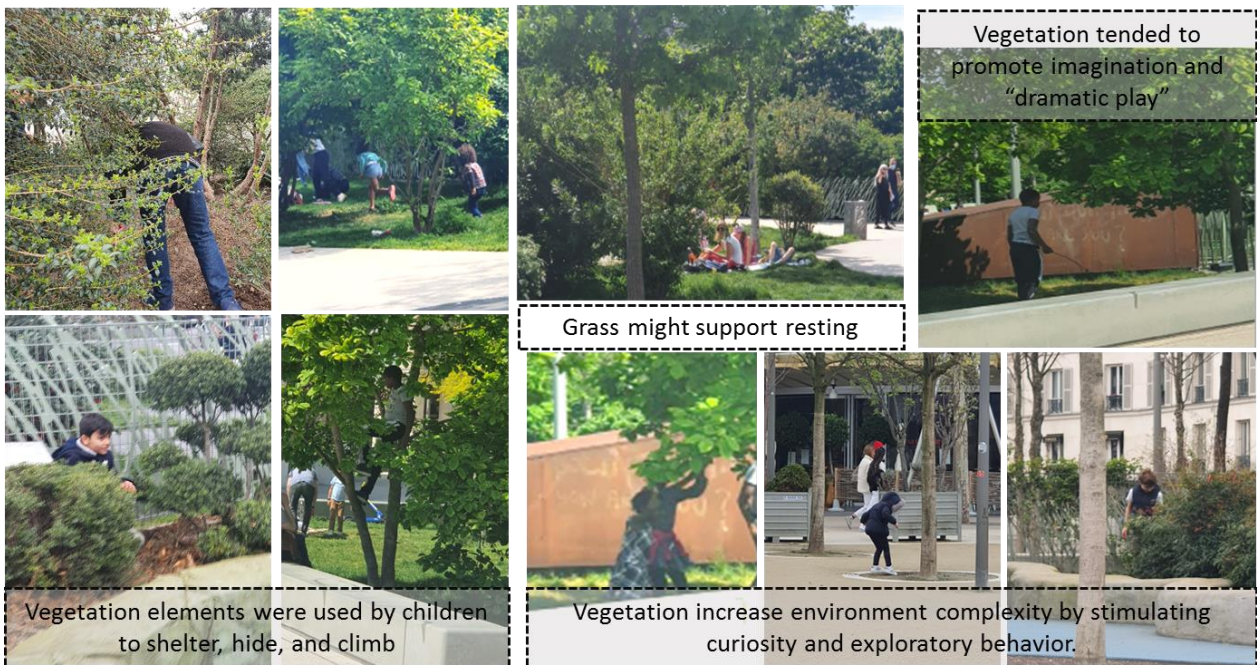 Vegetation tended to
promote imagination and
“dramatic play”
Grass might support resting
Vegetation elements were used by children
to shelter, hide, and climb
Vegetation increase environment complexity by stimulating
curiosity and exploratory behavior.